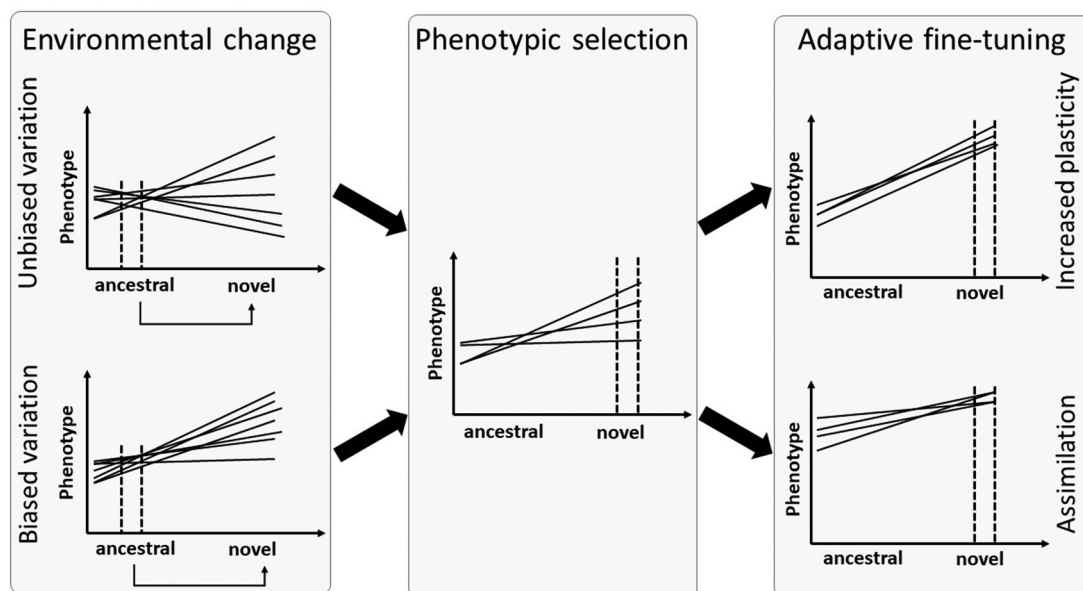 Environmental change
Unbiased variation
Phenotype
ancestral
novel
Biased variation
Phenotype
ancestral
novel
Phenotypic selection
Phenotype
ancestral
novel
Adaptive fine-tuning
Phenotype
ancestral
novel
Increased plasticity
Phenotype
ancestral
novel
Assimilation